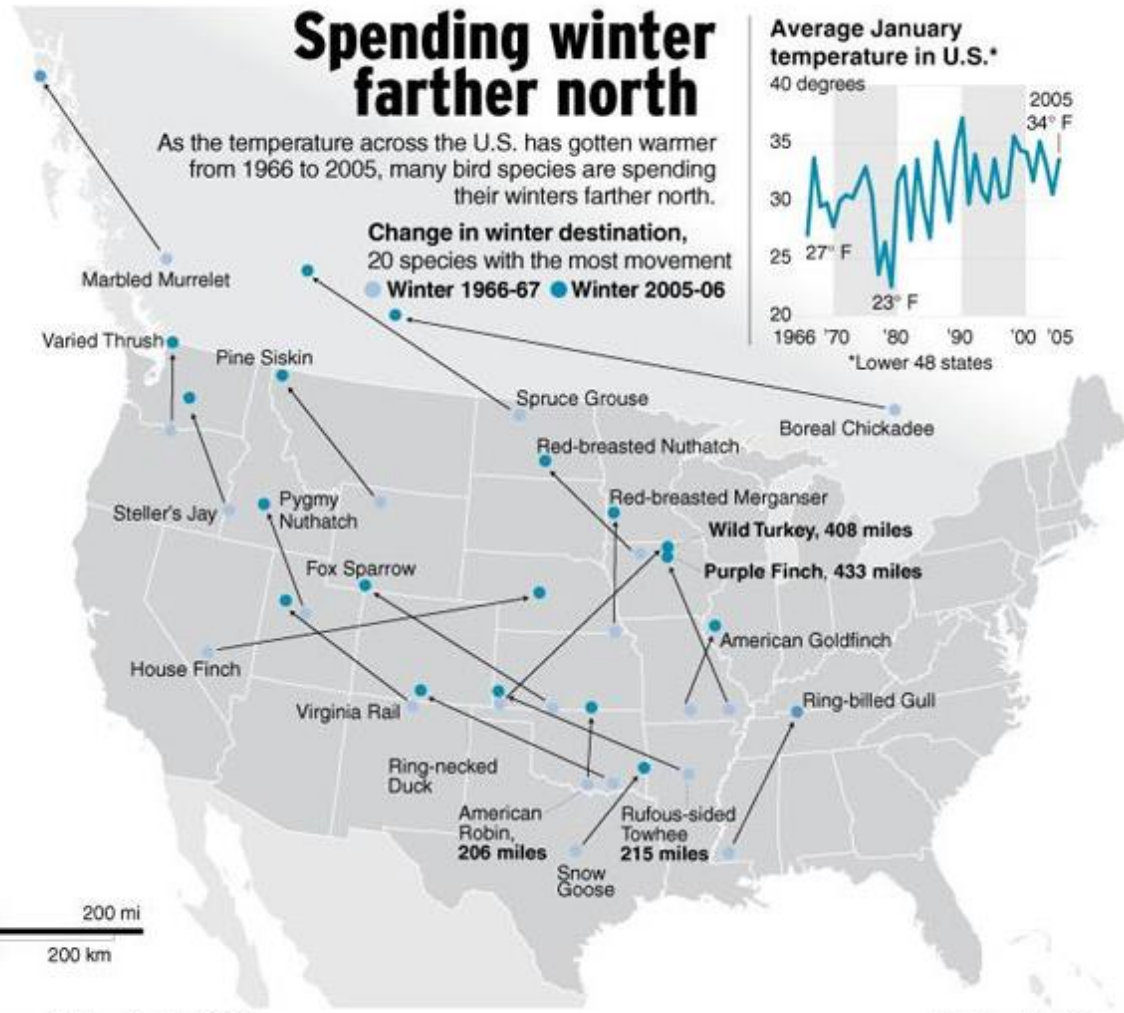 Spending winter
farther north
As the temperature across the U.S. has gotten warmer
from 1966 to 2005, many bird species are spending
their winters farther north.
Change in winter destination,
20 species with the most movement
Winter 1966-67 Winter 2005-06
Average January
temperature in U.S.*
40 degrees
35
30
25
20
2005
34° F
27° F
23° F
1966 '70 '80 '90 '00 '05
*Lower 48 states
Marbled Murrelet
Varied Thrush
Pine Siskin
Spruce Grouse
Boreal Chickadee
Red-breasted Nuthatch
Steller's Jay
Pygmy
Nuthatch
Red-breasted Merganser
Wild Turkey, 408 miles
Purple Finch, 433 miles
Fox Sparrow
House Finch
American Goldfinch
Virginia Rail
Ring-billed Gull
Ring-necked
Duck
American
Robin,
206 miles
Rufous-sided
Towhee
215 miles
Snow
Goose
200 mi
200 km